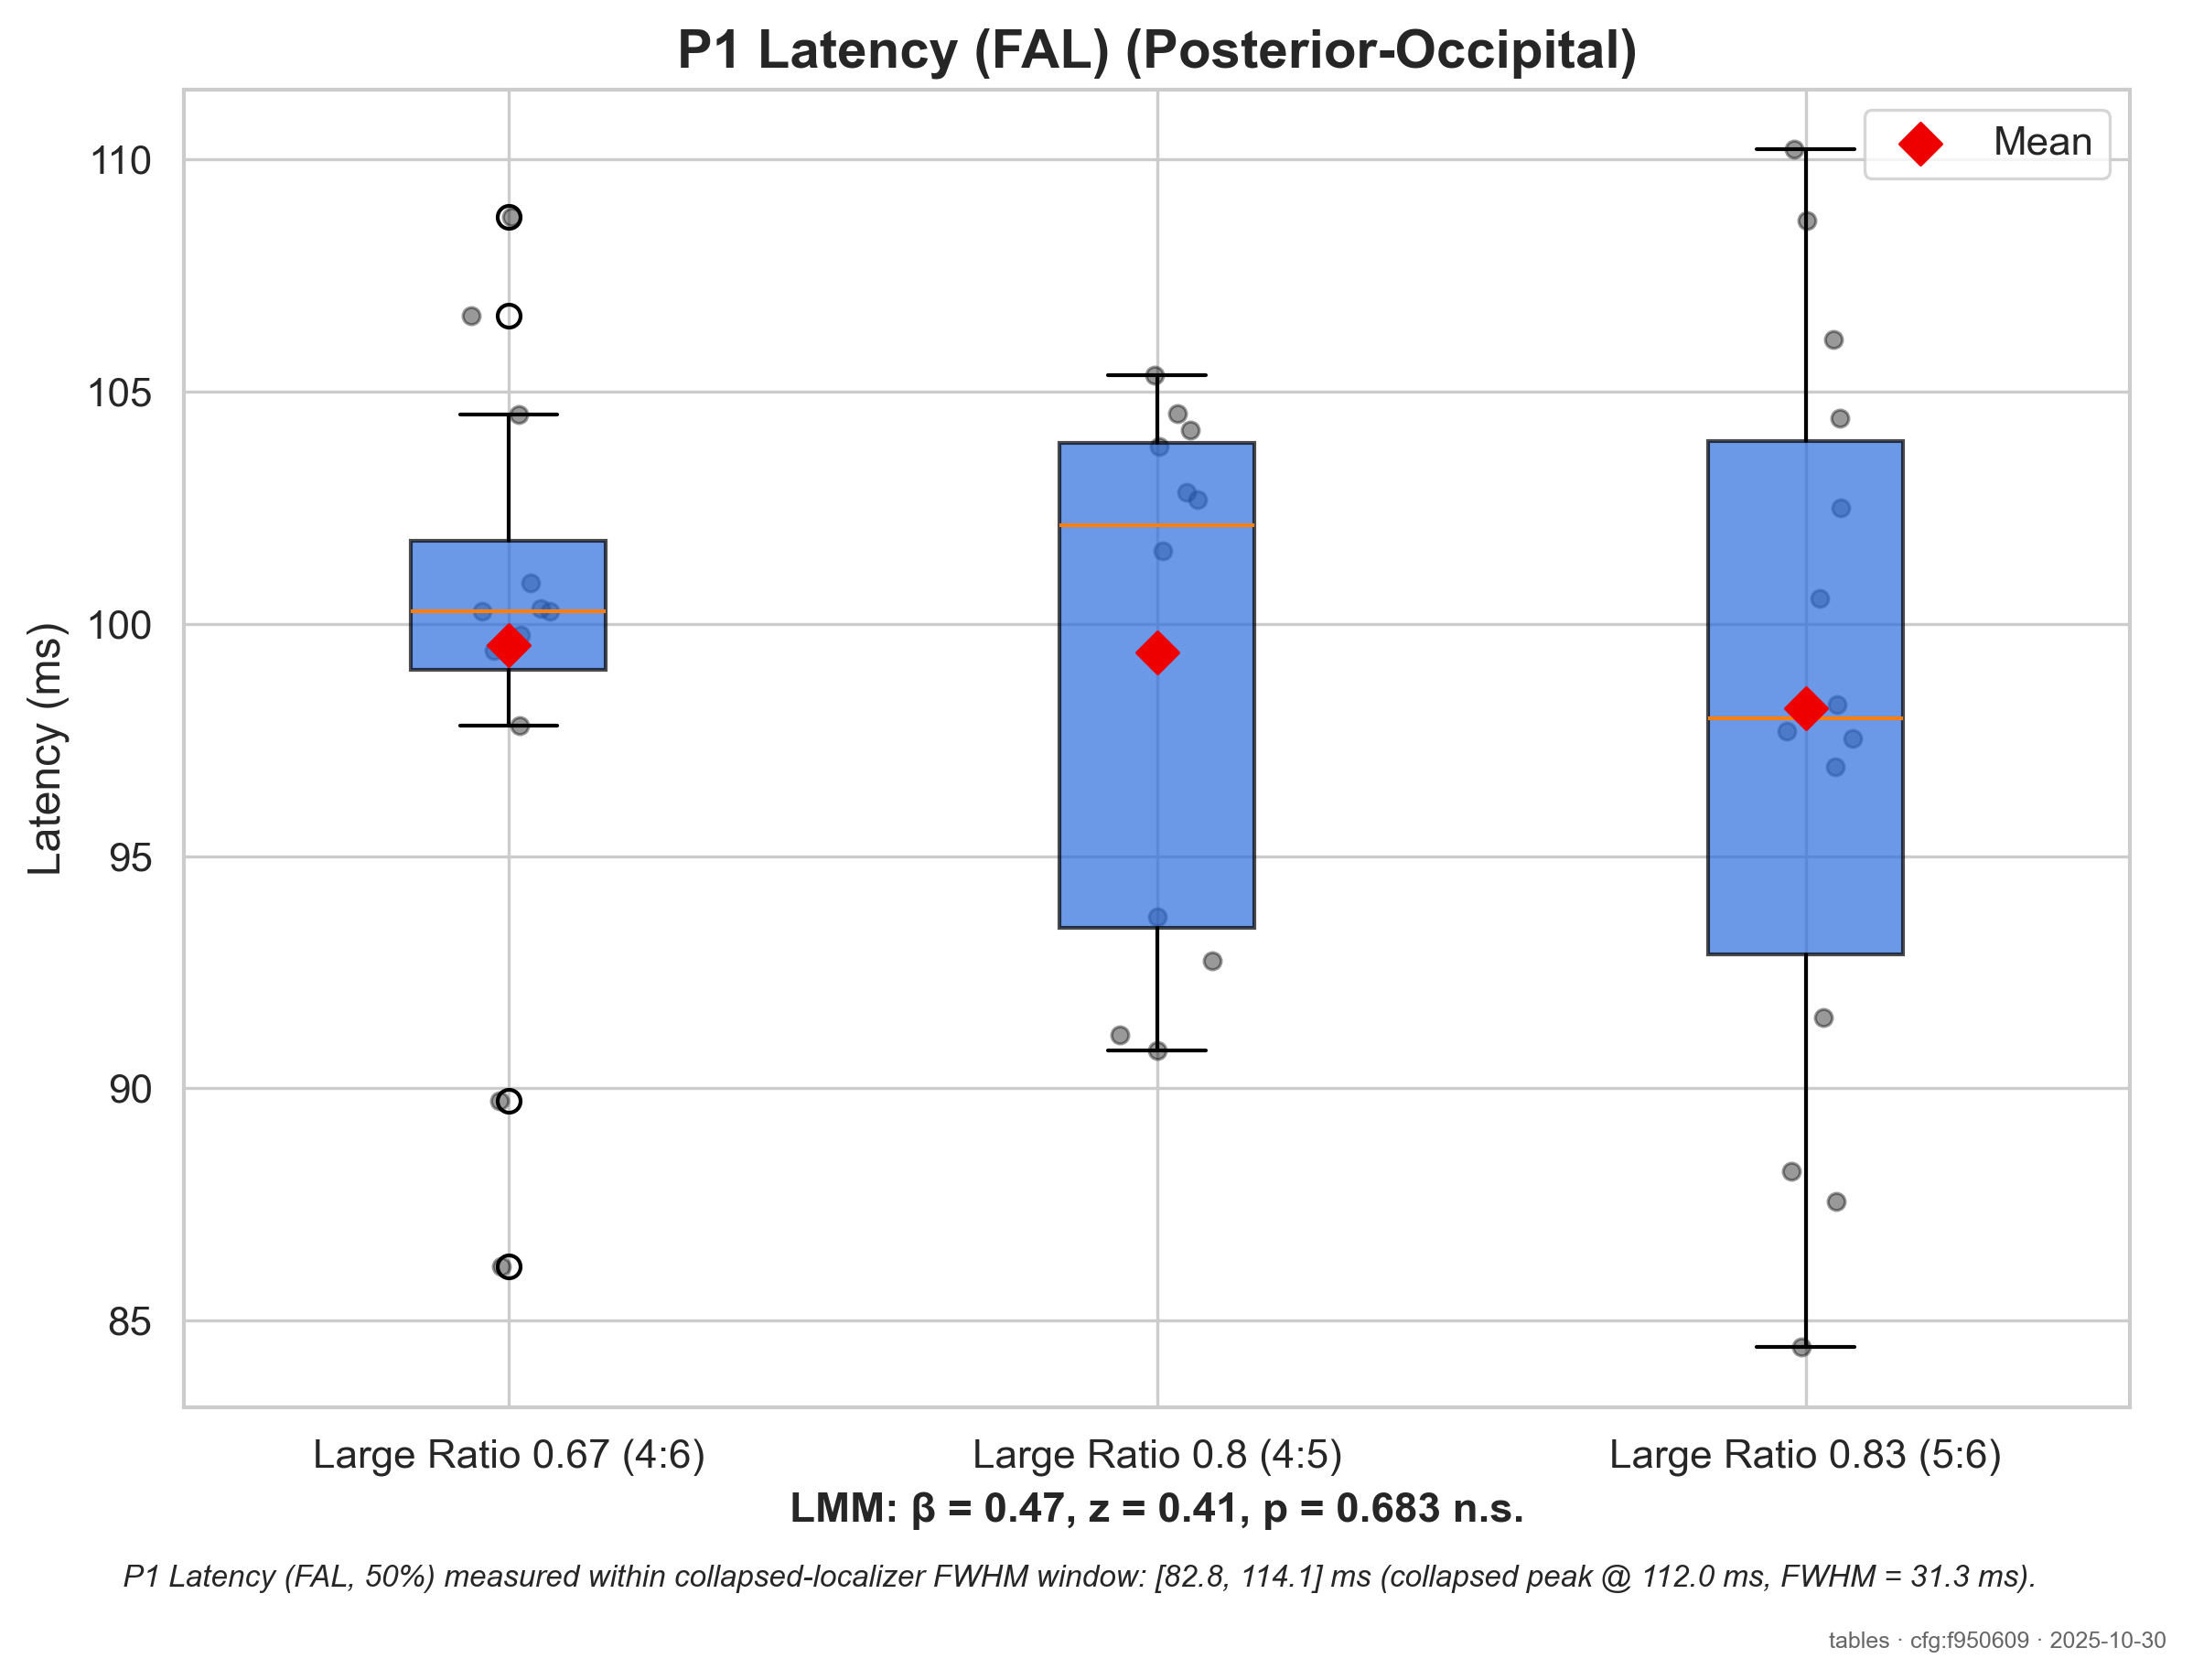 P1 Latency (FAL) (Posterior-Occipital)
Mean
Latency (ms)
110
105
100
95
90
85
Large Ratio 0.67 (4:6)
Large Ratio 0.8 (4:5)
Large Ratio 0.83 (5:6)
LMM: β = 0.47, z = 0.41, p = 0.683 n.s.
P1 Latency (FAL, 50%) measured within collapsed-localizer FWHM window: [82.8, 114.1] ms (collapsed peak @ 112.0 ms, FWHM = 31.3 ms).
tables · cfg:f950609 · 2025-10-30